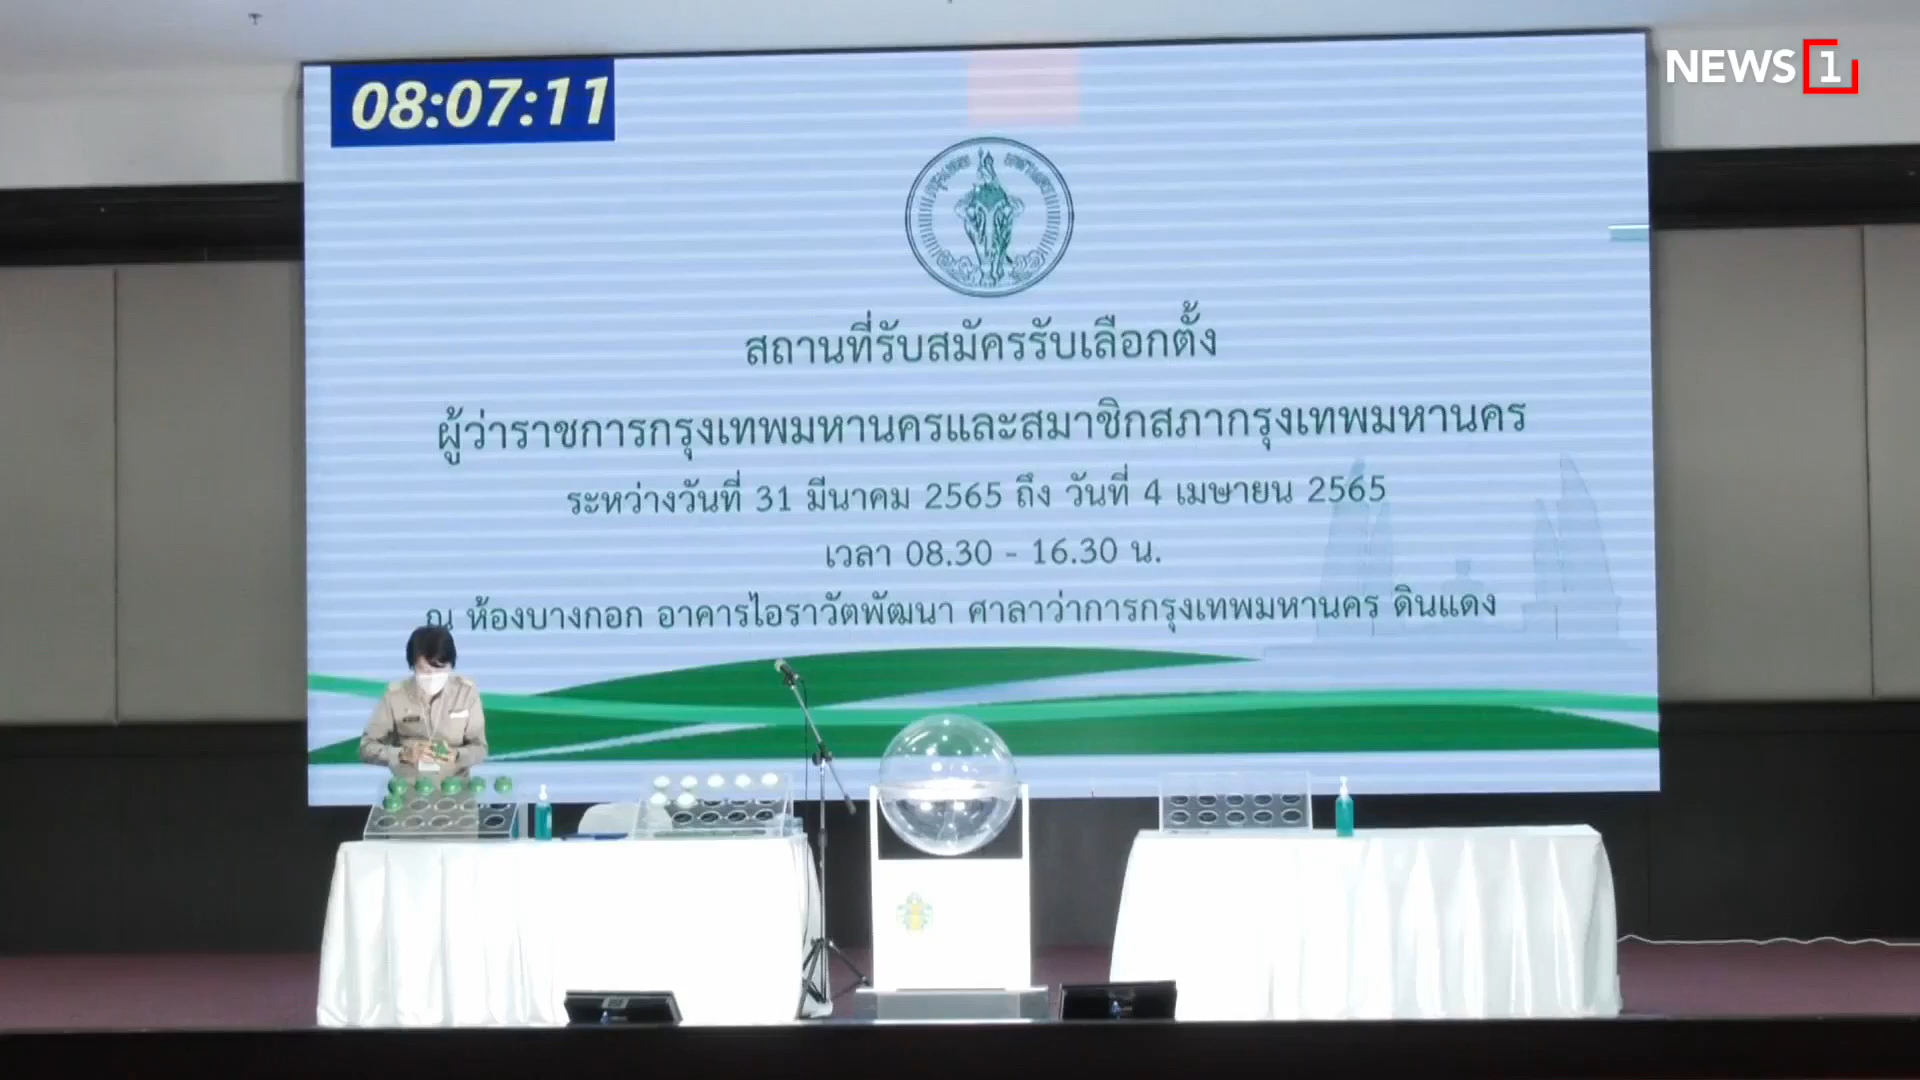 NEWS 1
08:07:11
สถานที่รับสมัครรับเลือกตั้ง
ผู้ว่าราชการกรุงเทพมหานครและสมาชิกสภากรุงเทพมหานคร
ระหว่างวันที่ 31 มีนาคม 2565 ถึง วันที่ 4 เมษายน 2565
เวลา 08.30 - 16.30 น.
ณ ห้องบางกอก อาคารไอราวัตพัฒนา ศาลาว่าการกรุงเทพมหานคร ดินแดง